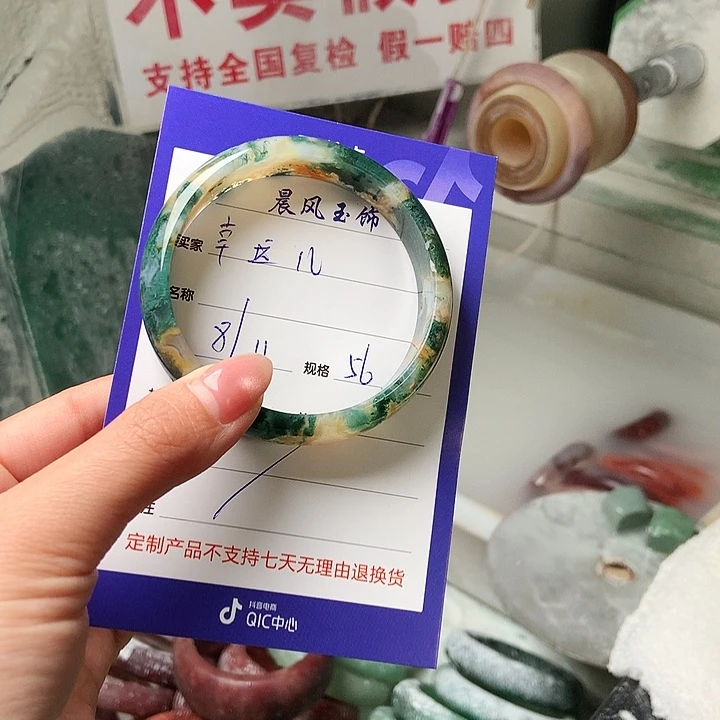 支持全国复检 假一赔四
晨风玉饰
买家 幸运儿
名称
8/11 规格 56
定制产品不支持七天无理由退换货
抖音电商
QIC中心